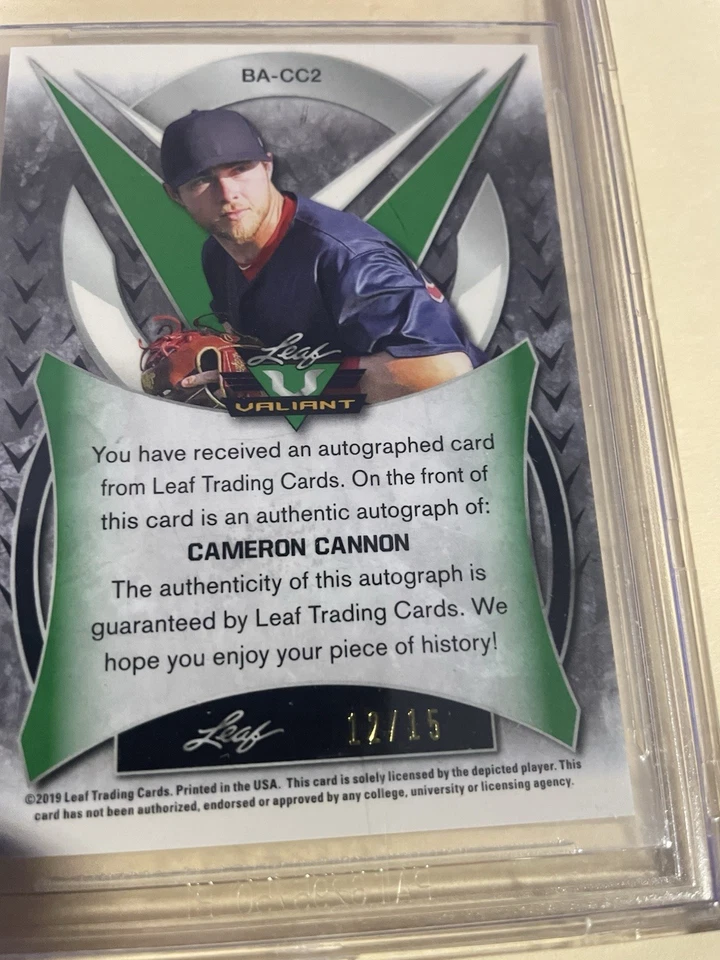 BA-CC2
Leaf
VALIANT
You have received an autographed card
from Leaf Trading Cards. On the front of
this card is an authentic autograph of:
CAMERON CANNON
The authenticity of this autograph is
guaranteed by Leaf Trading Cards. We
hope you enjoy your piece of history!
Leaf 12/15
©2019 Leaf Trading Cards. Printed in the USA. This card is solely licensed by the depicted player. This
card has not been authorized, endorsed or approved by any college, university or licensing agency.